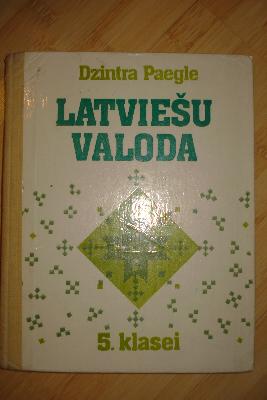 Dzintra Paegle
LATVIEŠU
VALODA
5. klasei